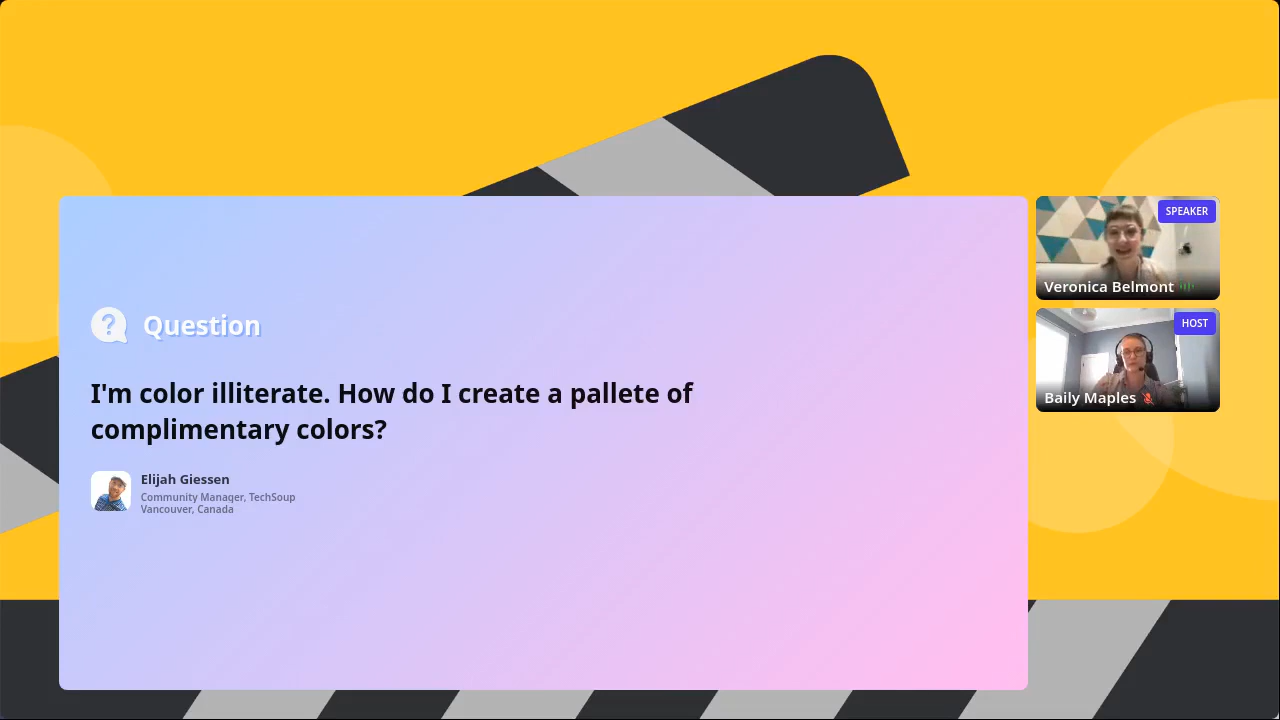 Question
I'm color illiterate. How do I create a pallete of
complimentary colors?
Elijah Giessen
Community Manager, TechSoup
Vancouver, Canada
SPEAKER
Veronica Belmont
HOST
Baily Maples